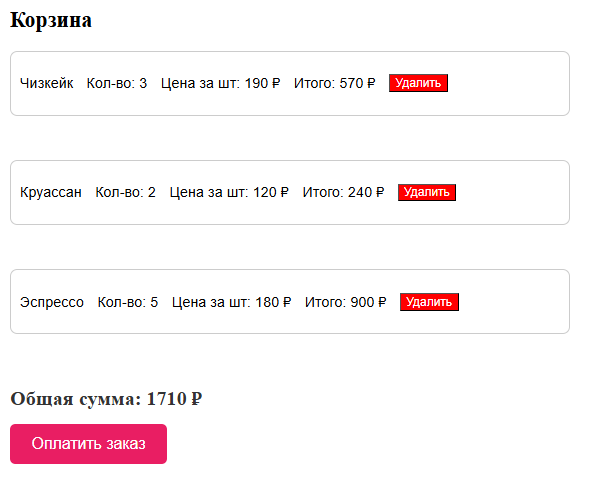 Корзина
Чизкейк Кол-во: 3 Цена за шт: 190 ₽ Итого: 570 ₽ Удалить
Круассан Кол-во: 2 Цена за шт: 120 ₽ Итого: 240 ₽ Удалить
Эспрессо Кол-во: 5 Цена за шт: 180 ₽ Итого: 900 ₽ Удалить
Общая сумма: 1710 ₽
Оплатить заказ